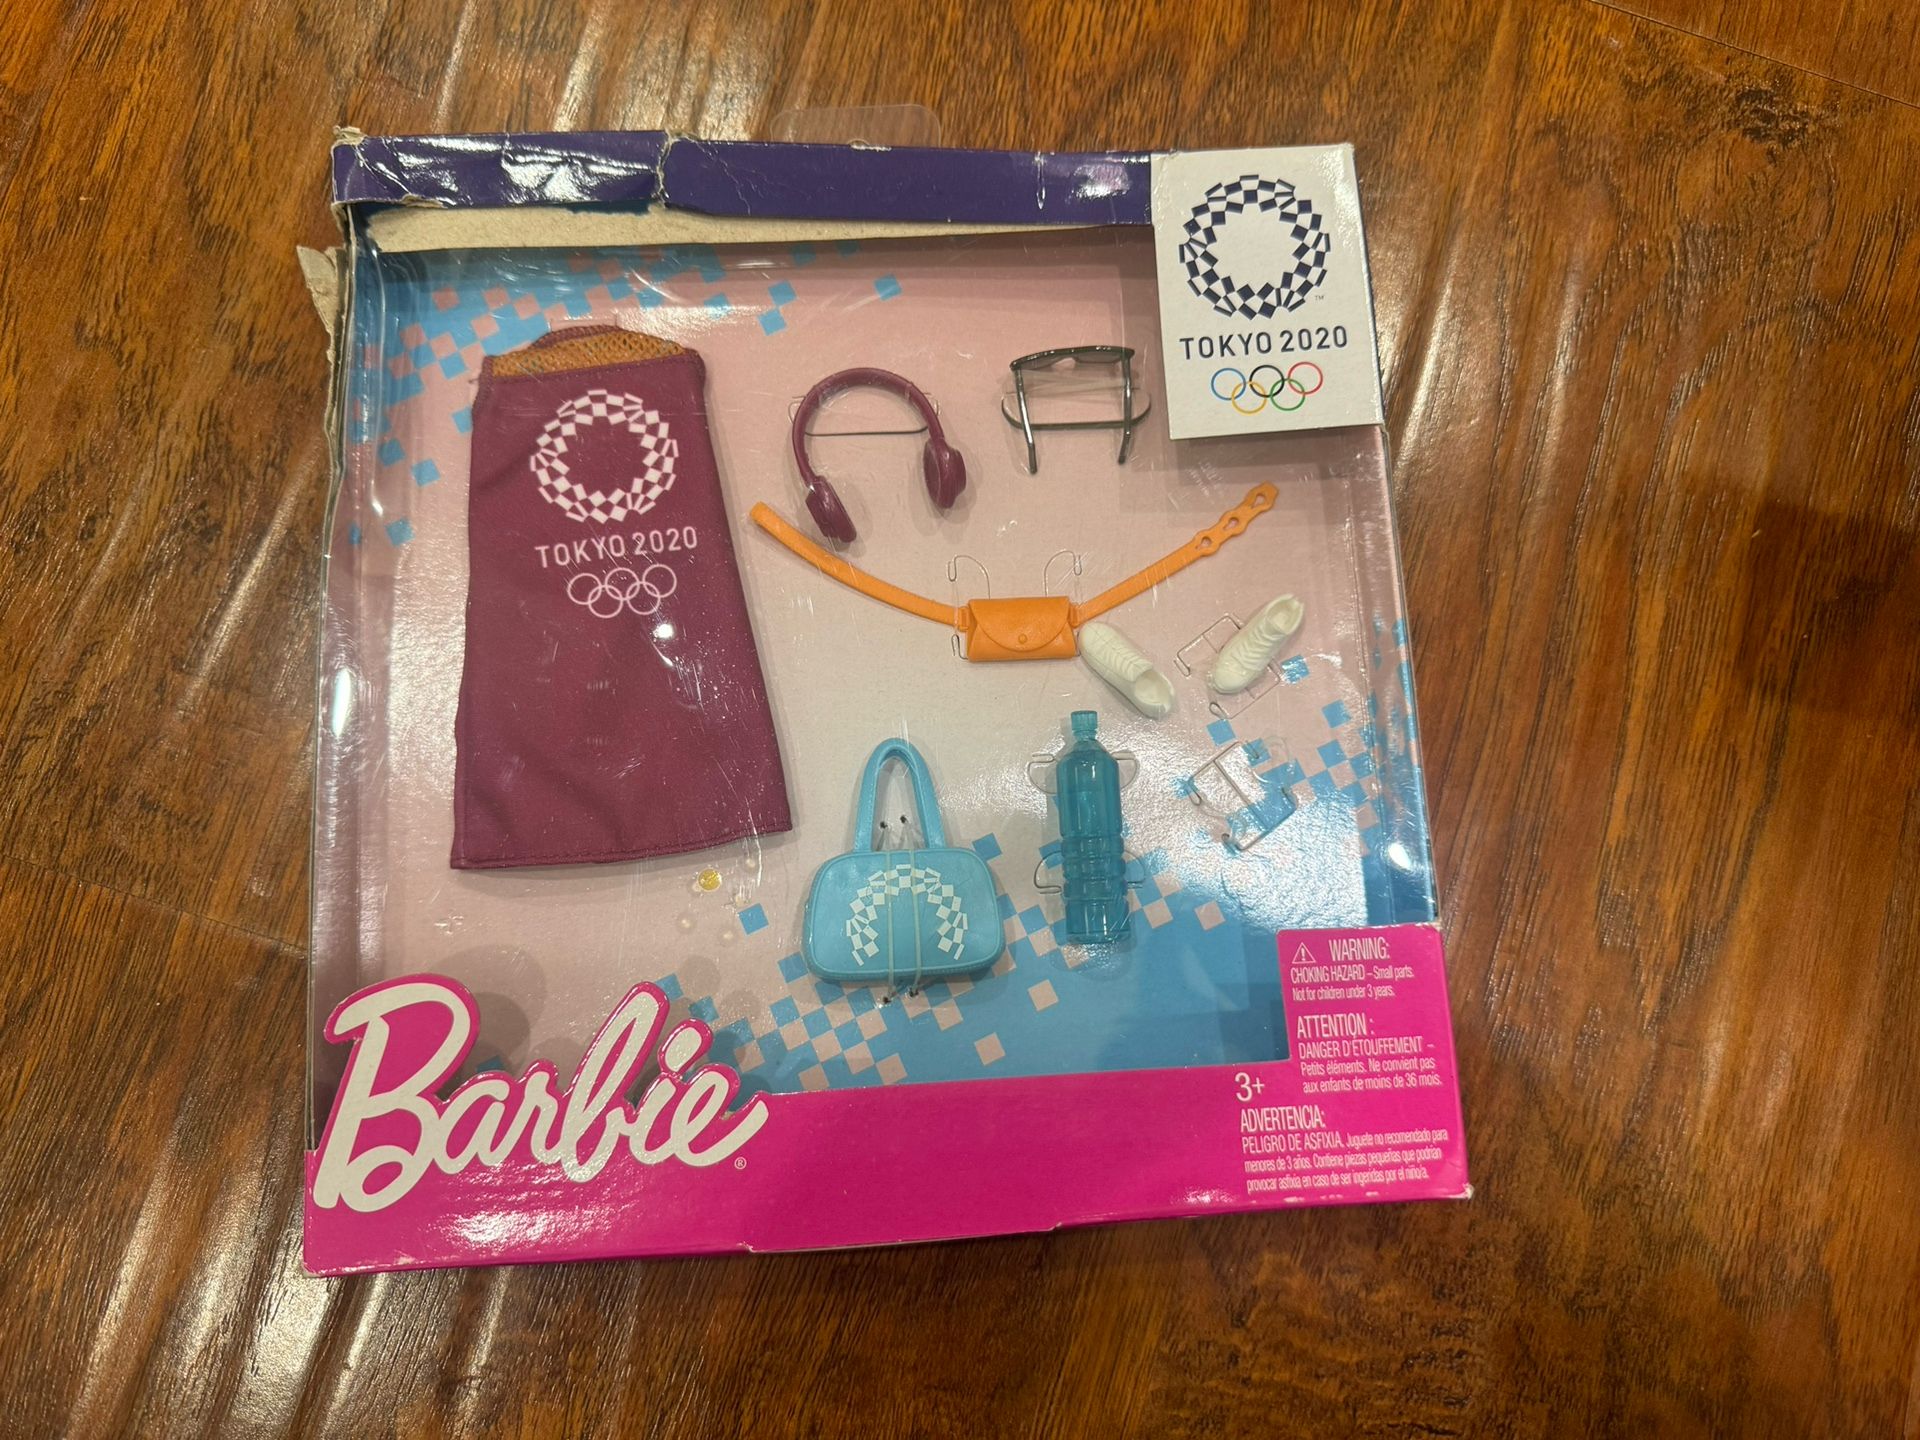 TOKYO 2020
TM
TOKYO 2020
Barbie®
3+
WARNING:
CHOKING HAZARD – Small parts.
Not for children under 3 years.
ATTENTION :
DANGER D'ÉTOUFFEMENT –
Petits éléments. Ne convient pas
aux enfants de moins de 36 mois.
ADVERTENCIA:
PELIGRO DE ASFIXIA. Juguete no recomendado para
menores de 3 años. Contiene piezas pequeñas que podrían
provocar asfixia en caso de ser ingeridas por el niño/a.